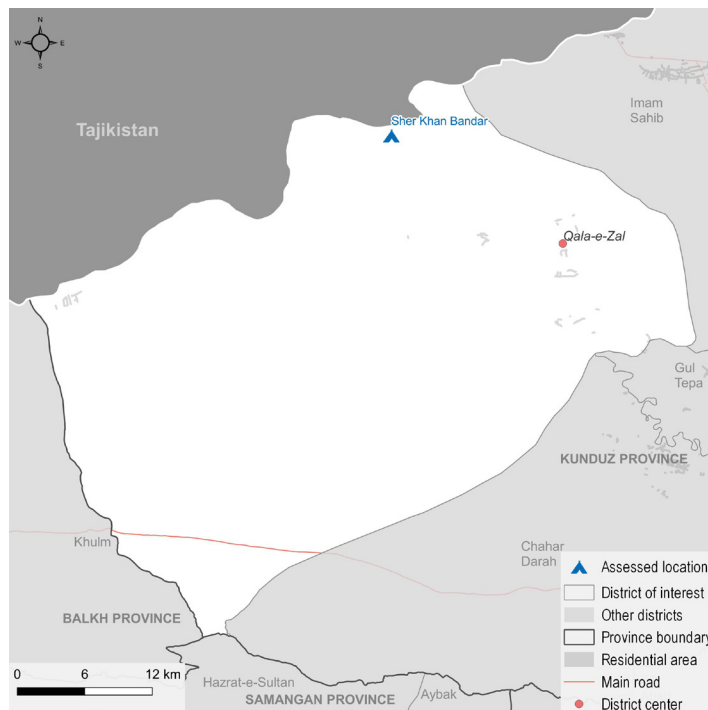 N
W E
S
Tajikistan
Sher Khan Bandar
Imam
Sahib
Qala-e-Zal
Gul
Tepa
KUNDUZ PROVINCE
Khulm
Chahar
Darah
BALKH PROVINCE
Hazrat-e-Sultan
SAMANGAN PROVINCE
Aybak
0 6 12 km
Assessed location
District of interest
Other districts
Province boundary
Residential area
Main road
District center